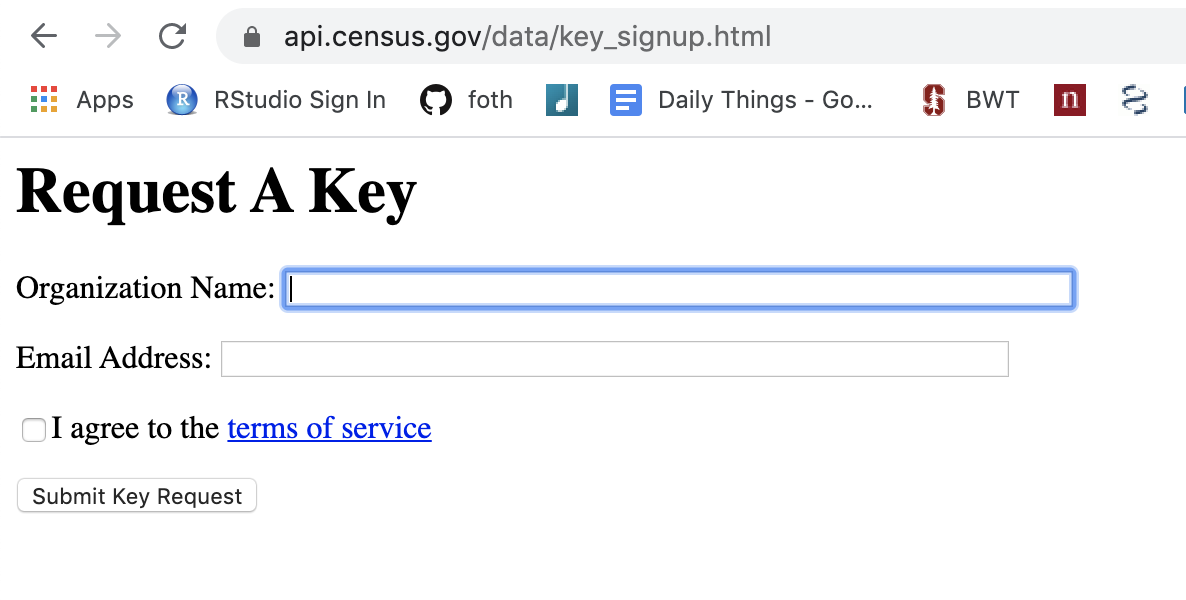 api.census.gov/data/key_signup.html
Apps R RStudio Sign In foth Daily Things - Go... S BWT n
Request A Key
Organization Name:
Email Address:
I agree to the terms of service
Submit Key Request